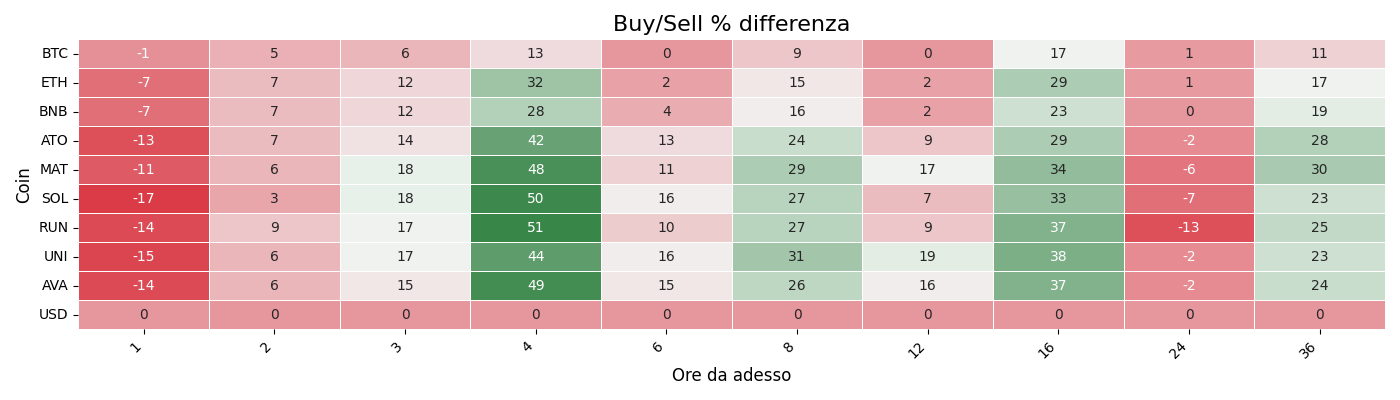 Buy/Sell % differenza
Coin
BTC -1 5 6 13 0 9 0 17 1 11
ETH -7 7 12 32 2 15 2 29 1 17
BNB -7 7 12 28 4 16 2 23 0 19
ATO -13 7 14 42 13 24 9 29 -2 28
MAT -11 6 18 48 11 29 17 34 -6 30
SOL -17 3 18 50 16 27 7 33 -7 23
RUN -14 9 17 51 10 27 9 37 -13 25
UNI -15 6 17 44 16 31 19 38 -2 23
AVA -14 6 15 49 15 26 16 37 -2 24
USD 0 0 0 0 0 0 0 0 0 0
1 2 3 4 6 8 12 16 24 36
Ore da adesso